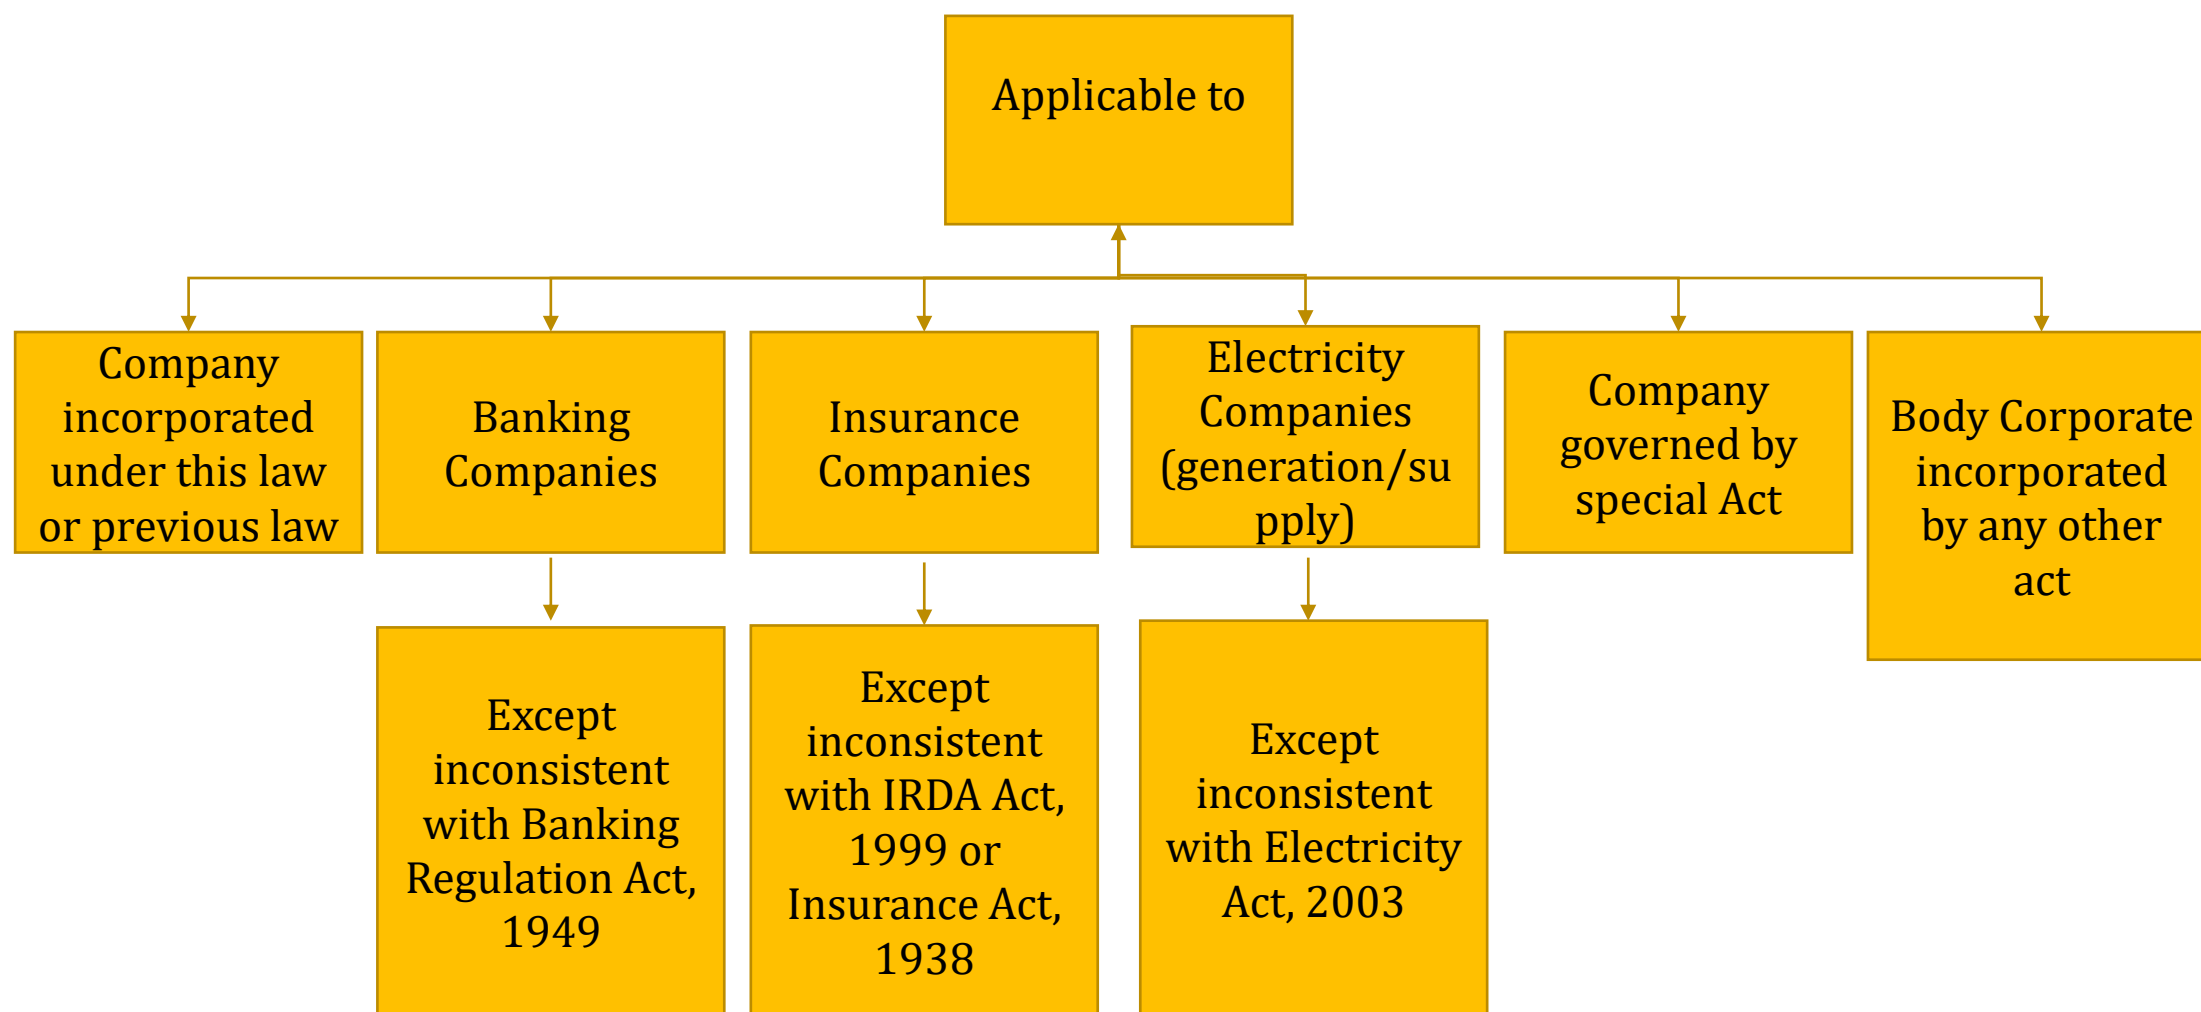 Applicable to
Company
incorporated
under this law
or previous law
Banking
Companies
Insurance
Companies
Electricity
Companies
(generation/su
pply)
Company
governed by
special Act
Body Corporate
incorporated
by any other
act
Except
inconsistent
with Banking
Regulation Act,
1949
Except
inconsistent
with IRDA Act,
1999 or
Insurance Act,
1938
Except
inconsistent
with Electricity
Act, 2003